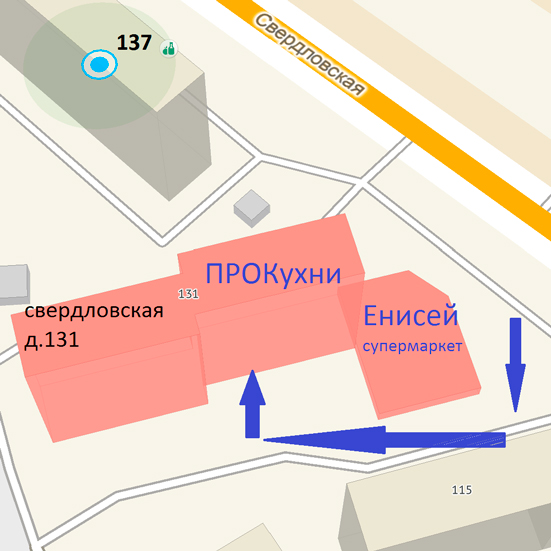 137
Свердловская
ПРОКухни
131
свердловская
д.131
Енисей
супермаркет
115